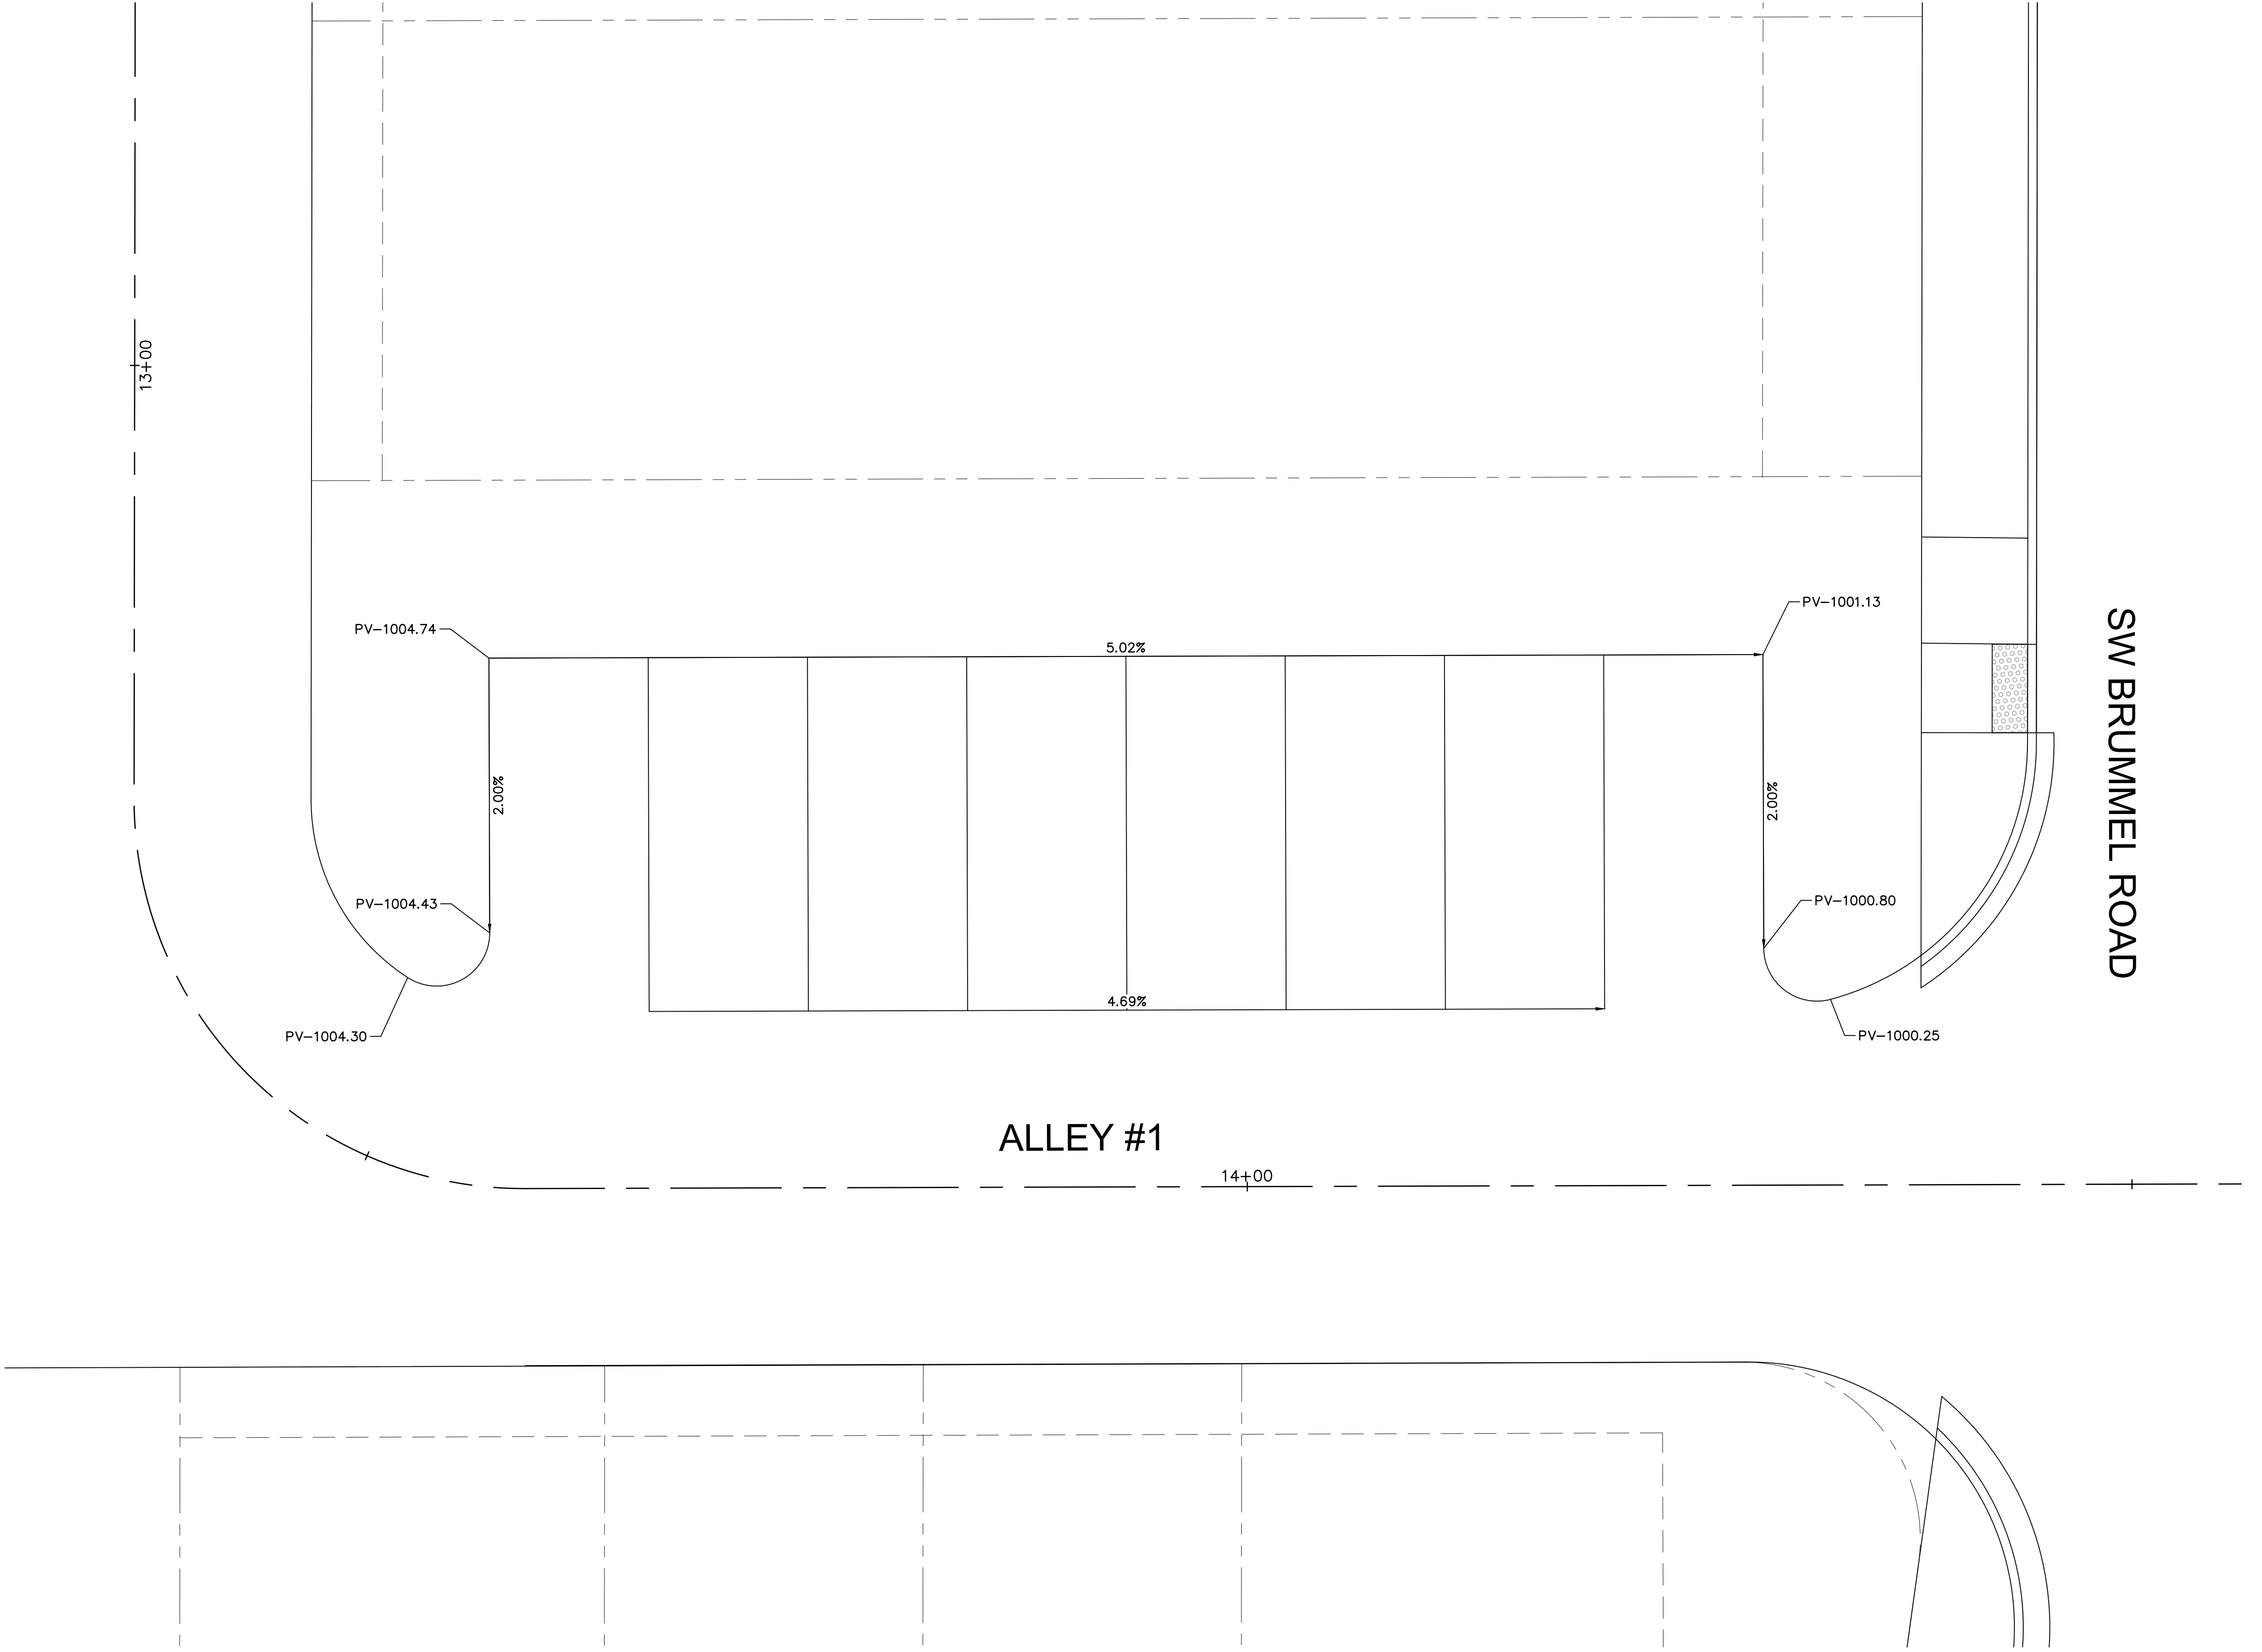 13+00
PV-1001.13
PV-1004.74
5.02%
SW BRUMMEL ROAD
2.00%
2.00%
PV-1004.43
PV-1000.80
4.69%
PV-1004.30
PV-1000.25
ALLEY #1
14+00